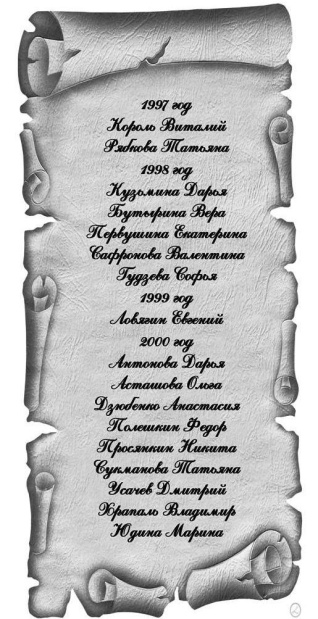 1997 год
Король Виталий
Рябкова Татьяна
1998 год
Кузьмина Дарья
Бутырина Вера
Первушина Екатерина
Сафронова Валентина
Гудзева Софья
1999 год
Ловягин Евгений
2000 год
Антонова Дарья
Асташова Ольга
Дзюбенко Анастасия
Полешкин Федор
Просянкин Никита
Сукманова Татьяна
Усачев Дмитрий
Храпаль Владимир
Юдина Марина